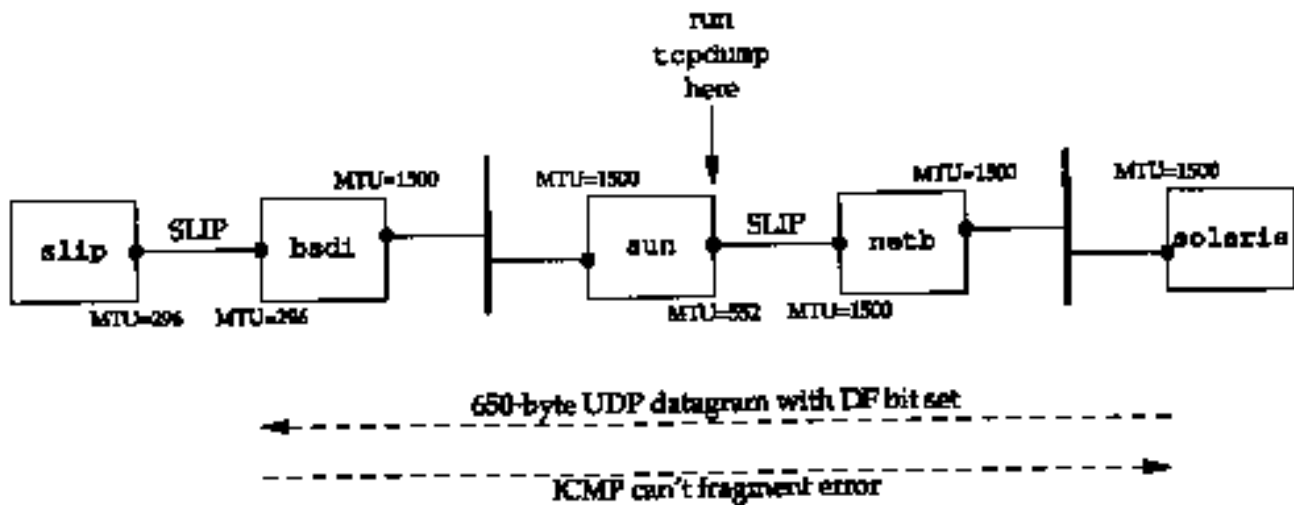 run
tcpdump
here
MTU=1500
MTU=1500
MTU=1500
MTU=1500
slip
SLIP
bsdi
sun
SLIP
netb
solaris
MTU=296
MTU=296
MTU=552
MTU=1500
650-byte UDP datagram with DF bit set
ICMP can't fragment error